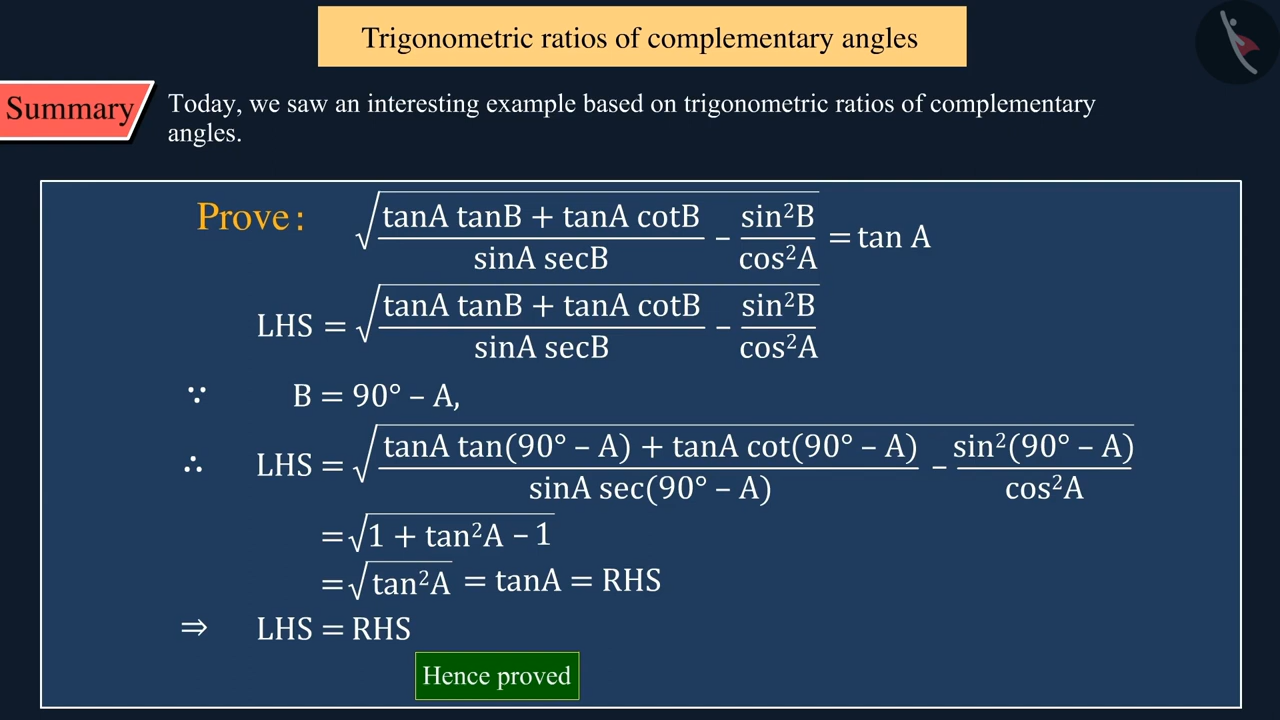 Trigonometric ratios of complementary angles
Summary
Today, we saw an interesting example based on trigonometric ratios of complementary
angles.
Prove: √((tanA tanB + tanA cotB)/(sinA secB) – sin²B/cos²A) = tan A
LHS = √((tanA tanB + tanA cotB)/(sinA secB) – sin²B/cos²A)
∵ B = 90° – A,
∴ LHS = √((tanA tan(90° – A) + tanA cot(90° – A))/(sinA sec(90° – A)) – sin²(90° – A)/cos²A)
= √(1 + tan²A – 1)
= √(tan²A) = tanA = RHS
⇒ LHS = RHS
Hence proved